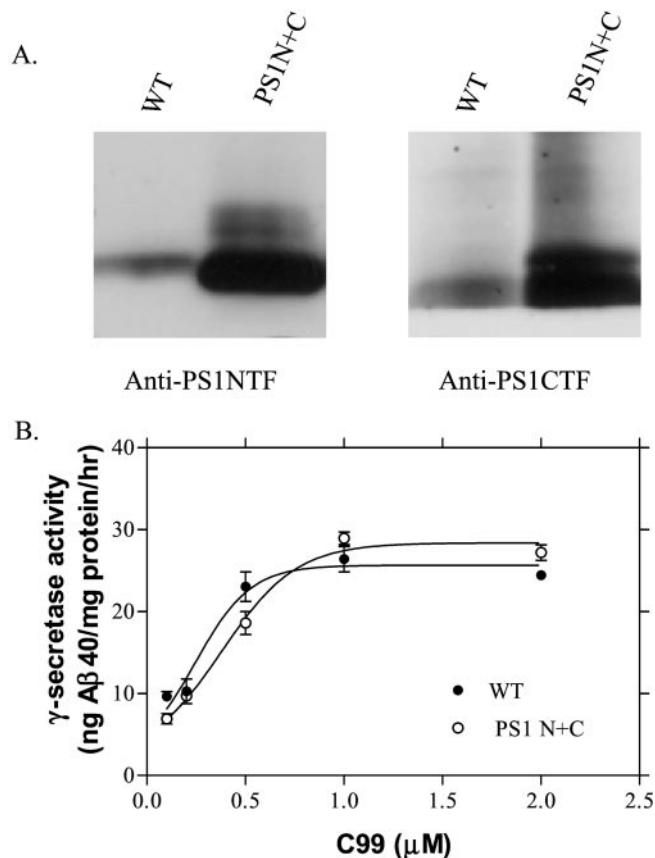 A.
WT
PS1N+C
WT
PS1N+C
Anti-PS1NTF
Anti-PS1CTF
B.
γ-secretase activity
(ng Aβ 40/mg protein/hr)
40
30
20
10
0
WT
PS1 N+C
0.0 0.5 1.0 1.5 2.0 2.5
C99 (μM)